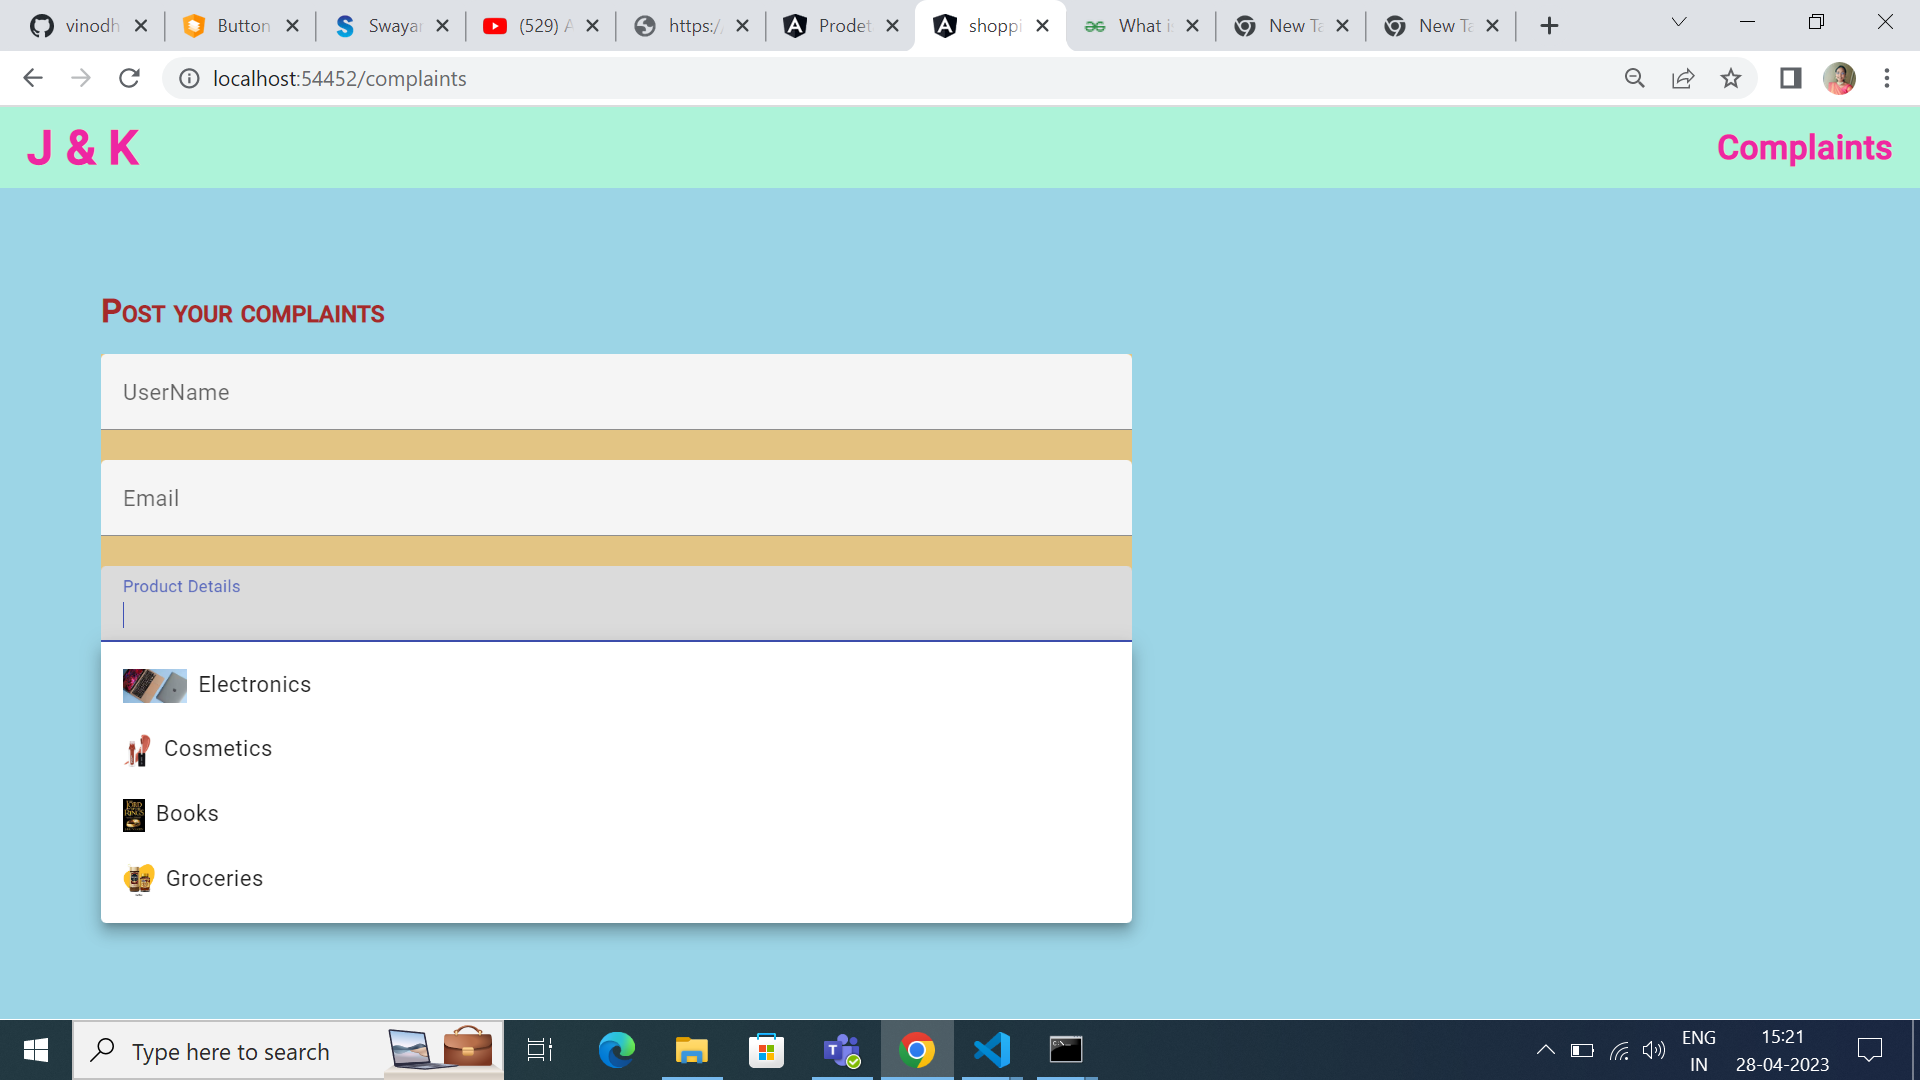 vinodh
Button
Swayar
(529) A
https:/
Prodet
shoppi
What is
New Ta
New Ta
localhost:54452/complaints
J & K
Complaints
Post your complaints
UserName
Email
Product Details
Electronics
Cosmetics
Books
Groceries
Type here to search
ENG
IN
15:21
28-04-2023